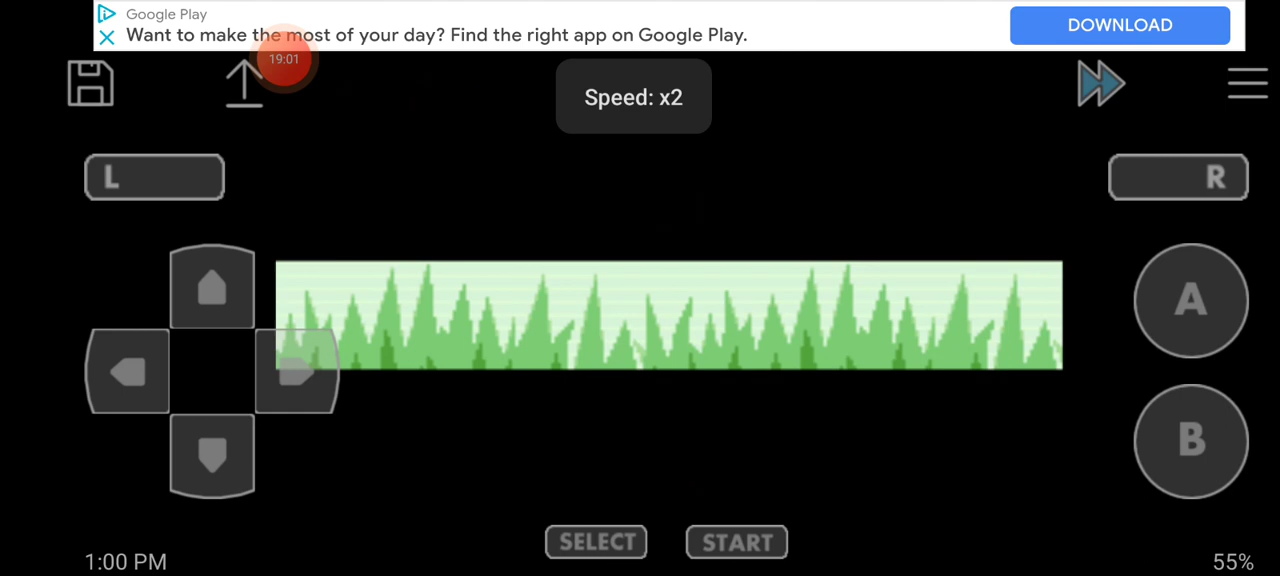 Google Play
Want to make the most of your day? Find the right app on Google Play.
DOWNLOAD
19:01
Speed: x2
L
R
A
B
SELECT
START
1:00 PM
55%